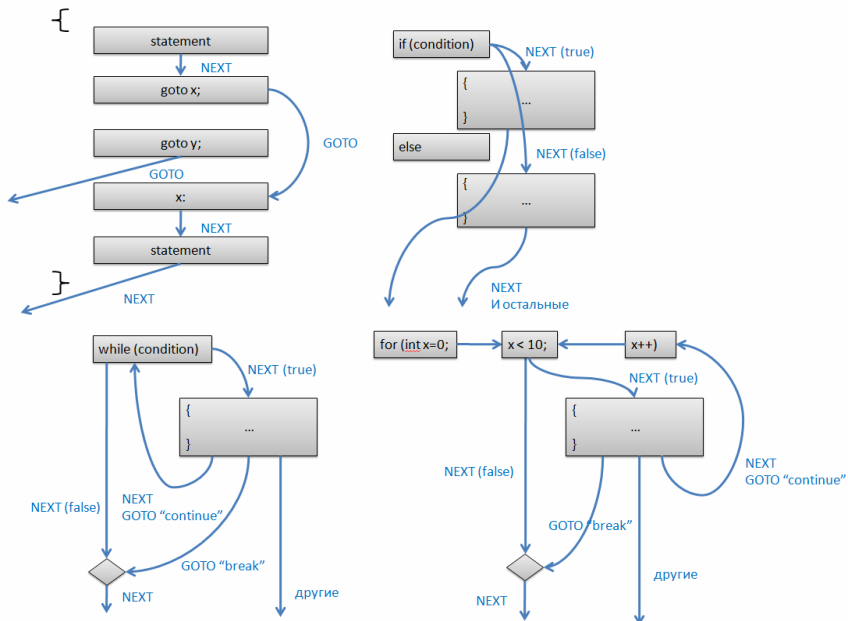 {
statement
NEXT
goto x;
goto y;
GOTO
GOTO
x:
NEXT
statement
}
NEXT
if (condition)
NEXT (true)
{
...
}
else
NEXT (false)
{
...
}
NEXT
И остальные
while (condition)
NEXT (true)
{
...
}
NEXT (false)
NEXT
GOTO “continue”
GOTO “break”
NEXT
другие
for (int x=0;
x < 10;
x++)
NEXT (true)
{
...
}
NEXT (false)
NEXT
GOTO “continue”
GOTO “break”
NEXT
другие